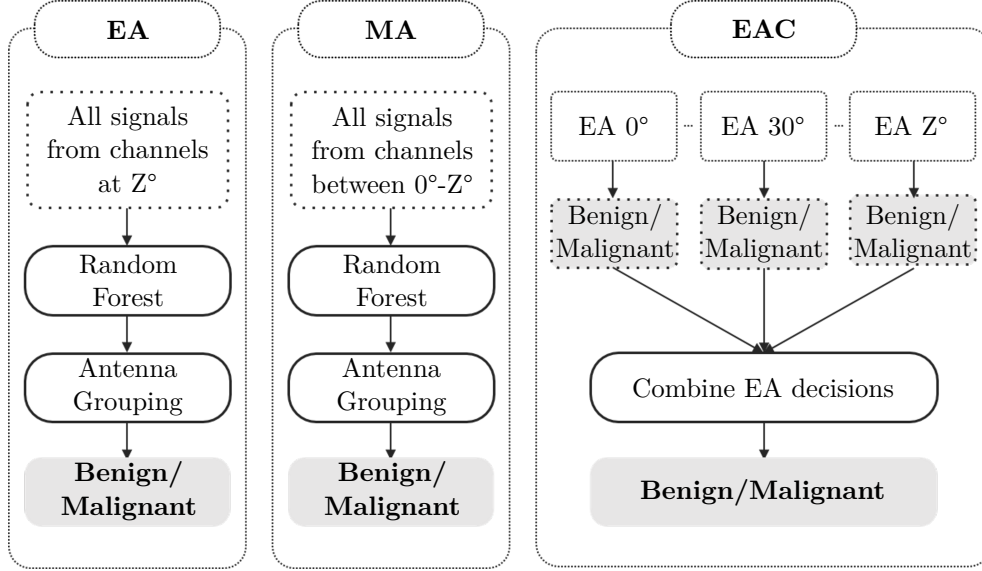 EA
All signals
from channels
at Z°
Random
Forest
Antenna
Grouping
Benign/
Malignant
MA
All signals
from channels
between 0°-Z°
Random
Forest
Antenna
Grouping
Benign/
Malignant
EAC
EA 0° ... EA 30° ... EA Z°
Benign/
Malignant
Benign/
Malignant
Benign/
Malignant
Combine EA decisions
Benign/Malignant